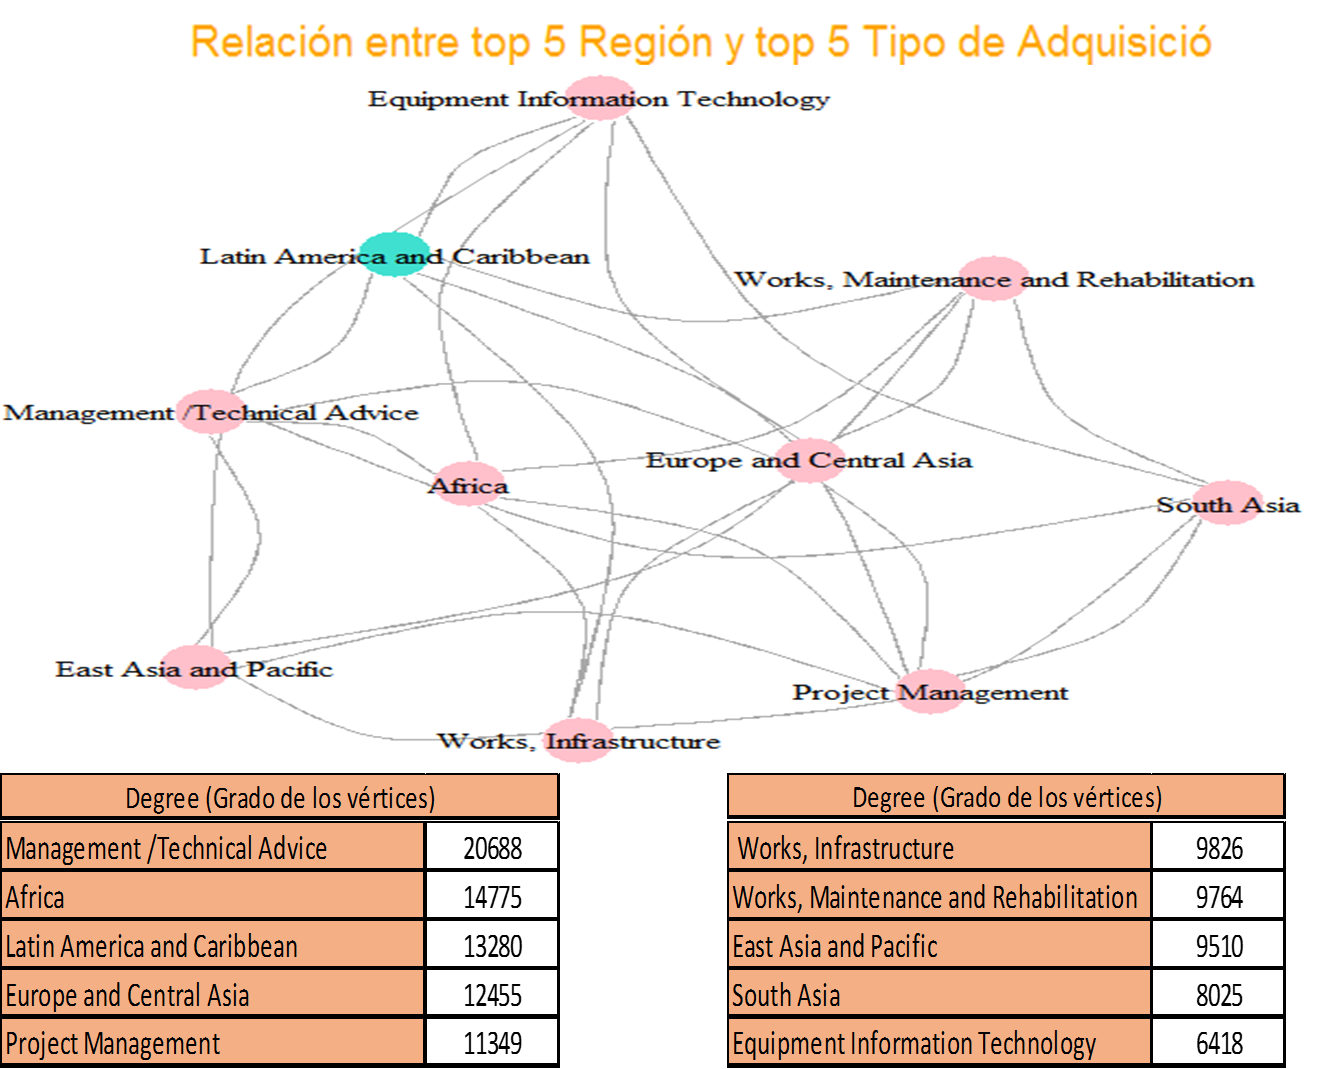 Relación entre top 5 Región y top 5 Tipo de Adquisició
Equipment Information Technology
Latin America and Caribbean
Works, Maintenance and Rehabilitation
Management /Technical Advice
Europe and Central Asia
Africa
South Asia
East Asia and Pacific
Project Management
Works, Infrastructure
Degree (Grado de los vértices)
Management /Technical Advice 20688
Africa 14775
Latin America and Caribbean 13280
Europe and Central Asia 12455
Project Management 11349
Degree (Grado de los vértices)
Works, Infrastructure 9826
Works, Maintenance and Rehabilitation 9764
East Asia and Pacific 9510
South Asia 8025
Equipment Information Technology 6418